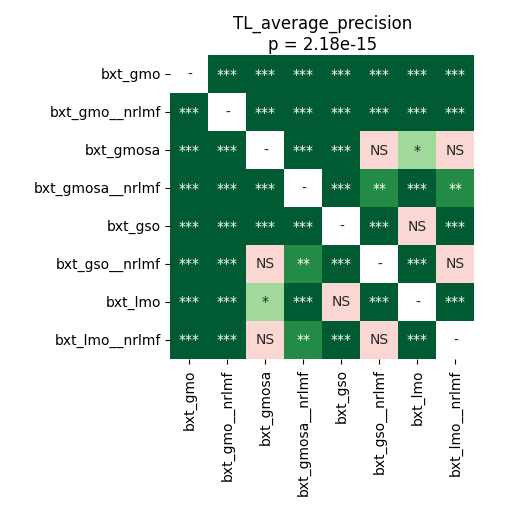 TL_average_precision
p = 2.18e-15
bxt_gmo - *** *** *** *** *** *** ***
bxt_gmo__nrlmf *** - *** *** *** *** *** ***
bxt_gmosa *** *** - *** *** NS * NS
bxt_gmosa__nrlmf *** *** *** - *** ** *** **
bxt_gso *** *** *** *** - *** NS ***
bxt_gso__nrlmf *** *** NS ** *** - *** NS
bxt_lmo *** *** * *** NS *** - ***
bxt_lmo__nrlmf *** *** NS ** *** NS *** -
bxt_gmo
bxt_gmo__nrlmf
bxt_gmosa
bxt_gmosa__nrlmf
bxt_gso
bxt_gso__nrlmf
bxt_lmo
bxt_lmo__nrlmf